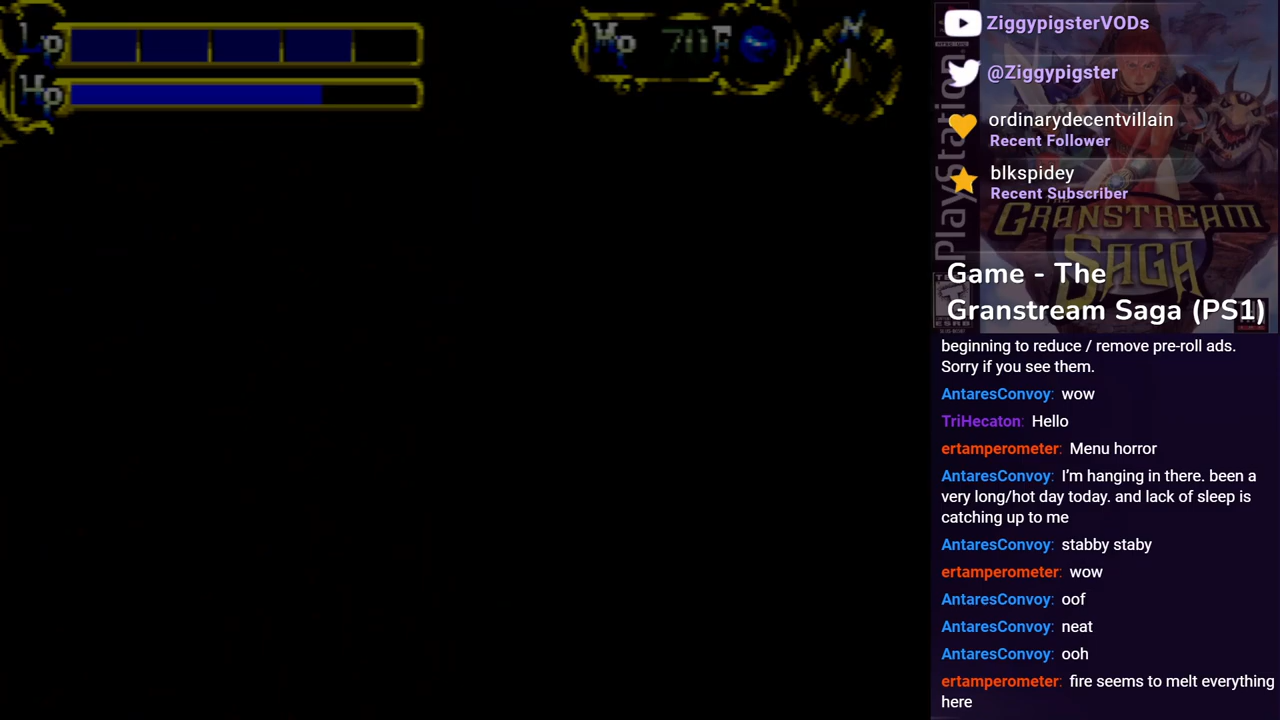 Lp
Hp
Mp 70
N
ZiggypigsterVODs
@Ziggypigster
ordinarydecentvillain
Recent Follower
blkspidey
Recent Subscriber
PlayStation
THE
GRANSTREAM
SAGA
Game - The
Granstream Saga (PS1)
beginning to reduce / remove pre-roll ads.
Sorry if you see them.
AntaresConvoy: wow
TriHecaton: Hello
ertamperometer: Menu horror
AntaresConvoy: I’m hanging in there. been a
very long/hot day today. and lack of sleep is
catching up to me
AntaresConvoy: stabby staby
ertamperometer: wow
AntaresConvoy: oof
AntaresConvoy: neat
AntaresConvoy: ooh
ertamperometer: fire seems to melt everything
here